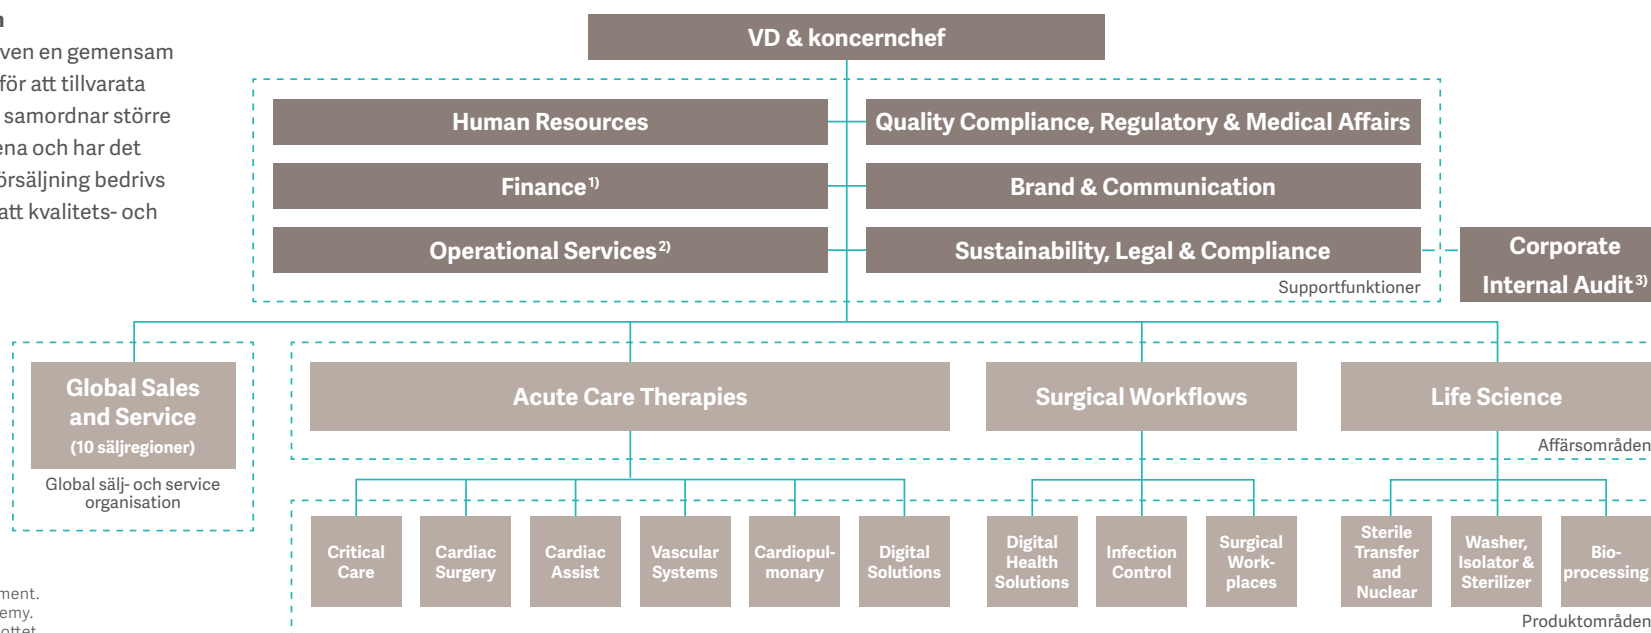 ven en gemensam
för att tillvarata
samordnar större
ena och har det
örsäljning bedrivs
att kvalitets- och
VD & koncernchef
Human Resources
Quality Compliance, Regulatory & Medical Affairs
Finance 1)
Brand & Communication
Operational Services 2)
Sustainability, Legal & Compliance
Supportfunktioner
Corporate
Internal Audit 3)
Global Sales
and Service
(10 säljregioner)
Global sälj- och service
organisation
Acute Care Therapies
Surgical Workflows
Life Science
Affärsområden
Critical
Care
Cardiac
Surgery
Cardiac
Assist
Vascular
Systems
Cardiopul-
monary
Digital
Solutions
Digital
Health
Solutions
Infection
Control
Surgical
Work-
places
Sterile
Transfer
and
Nuclear
Washer,
Isolator &
Sterilizer
Bio-
processing
Produktområden
ment.
emy.
ottet